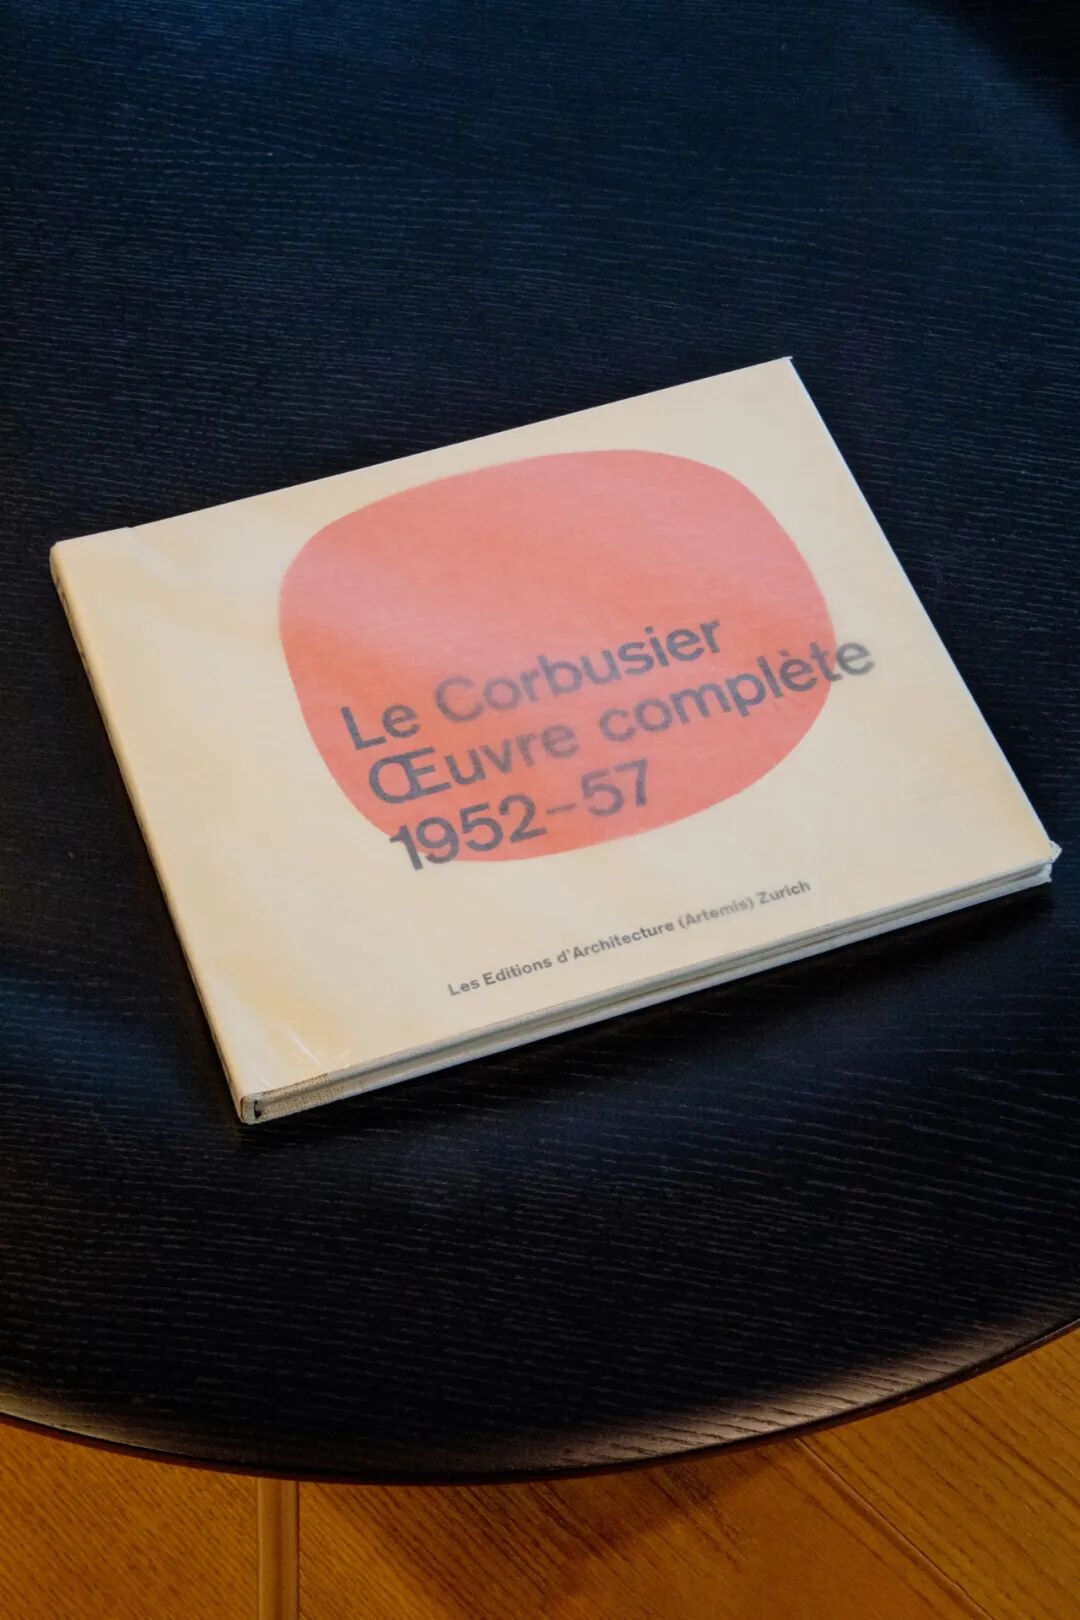 Le Corbusier
Œuvre complète
1952–57
Les Editions d'Architecture (Artemis) Zurich